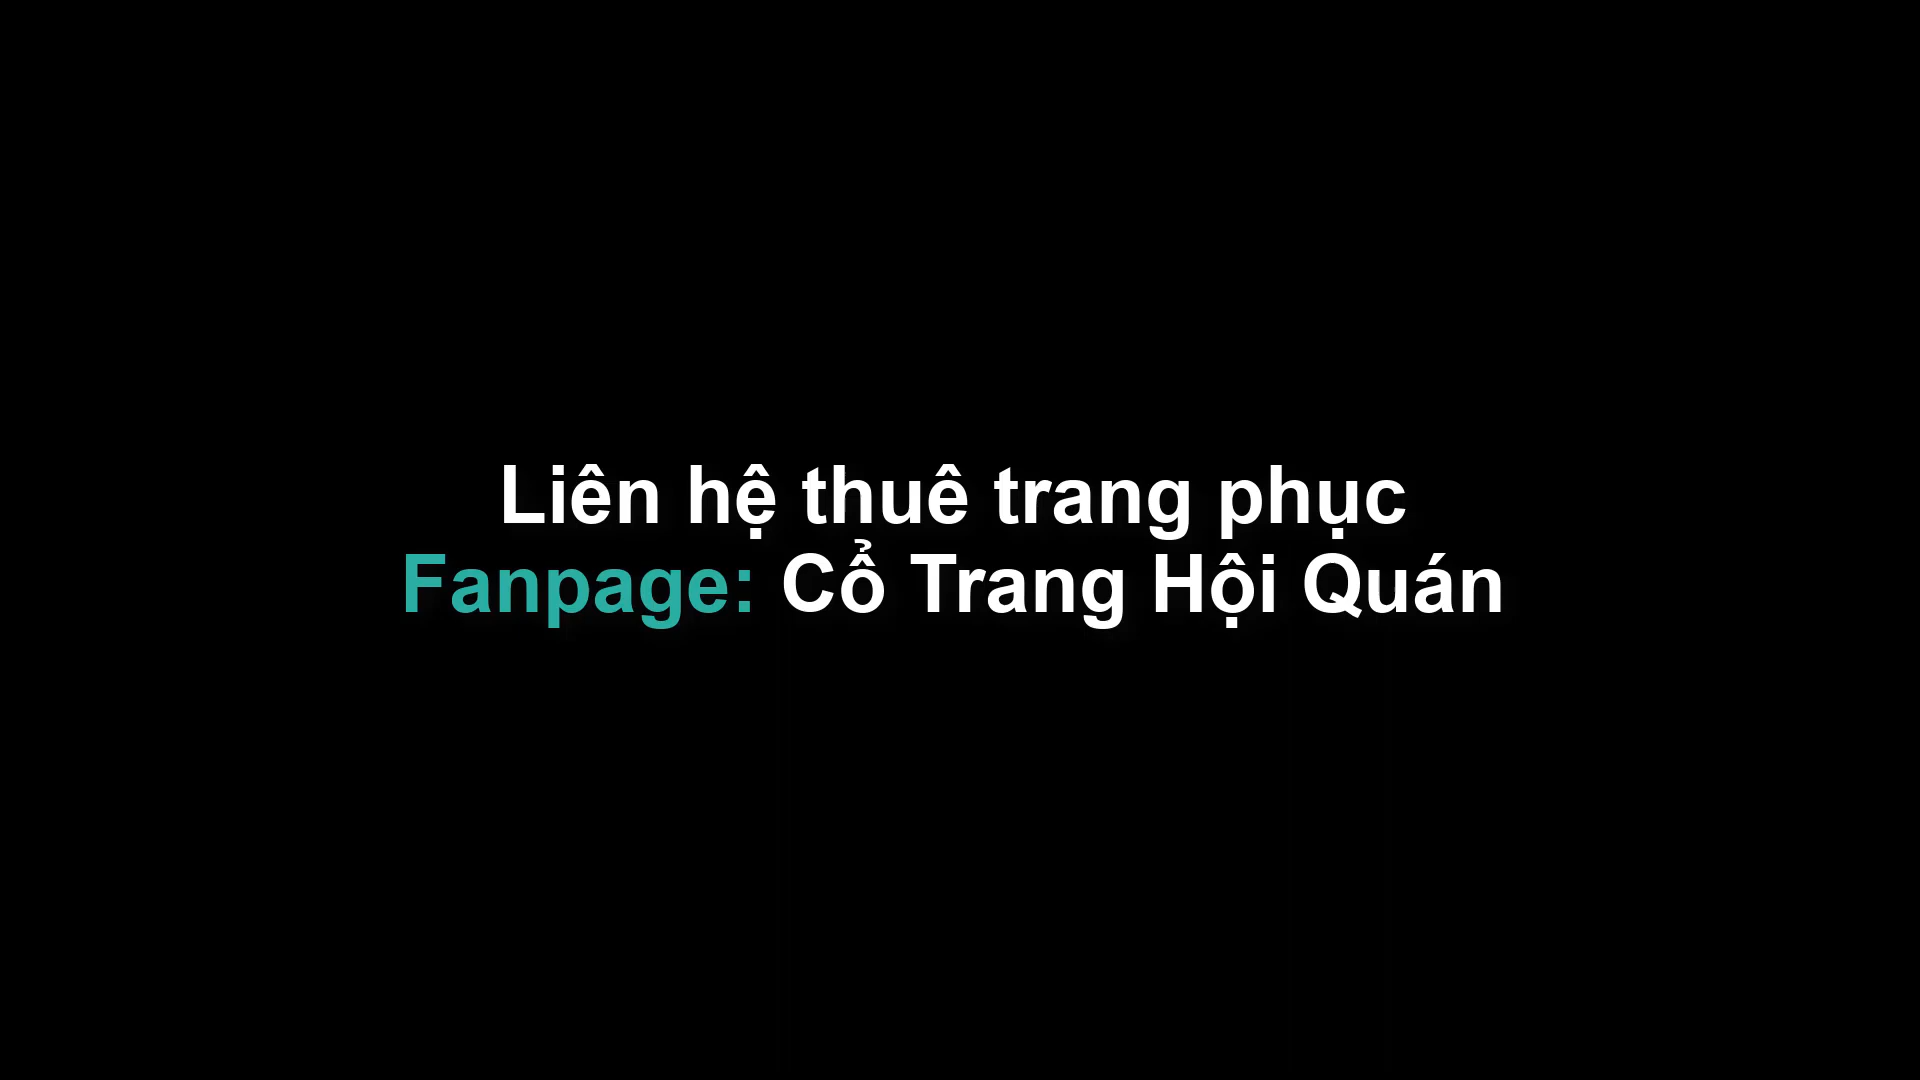 Liên hệ thuê trang phục
Fanpage: Cổ Trang Hội Quán